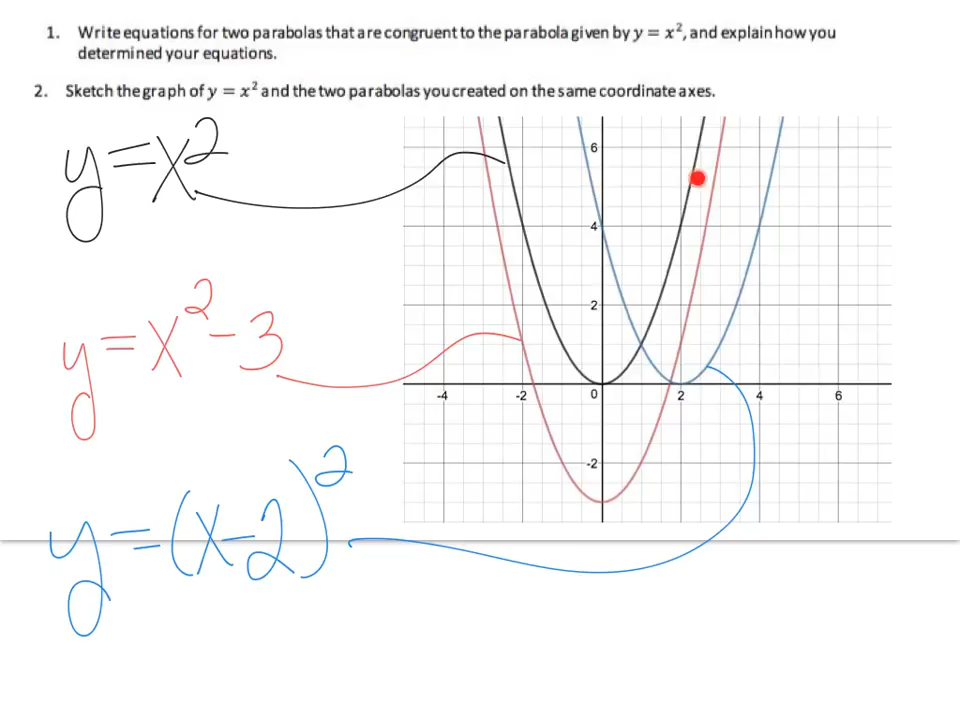 1. Write equations for two parabolas that are congruent to the parabola given by y = x², and explain how you
determined your equations.
2. Sketch the graph of y = x² and the two parabolas you created on the same coordinate axes.
y = x²
y = x² - 3
y = (x - 2)²
6
4
2
-4 -2 0 2 4 6
-2